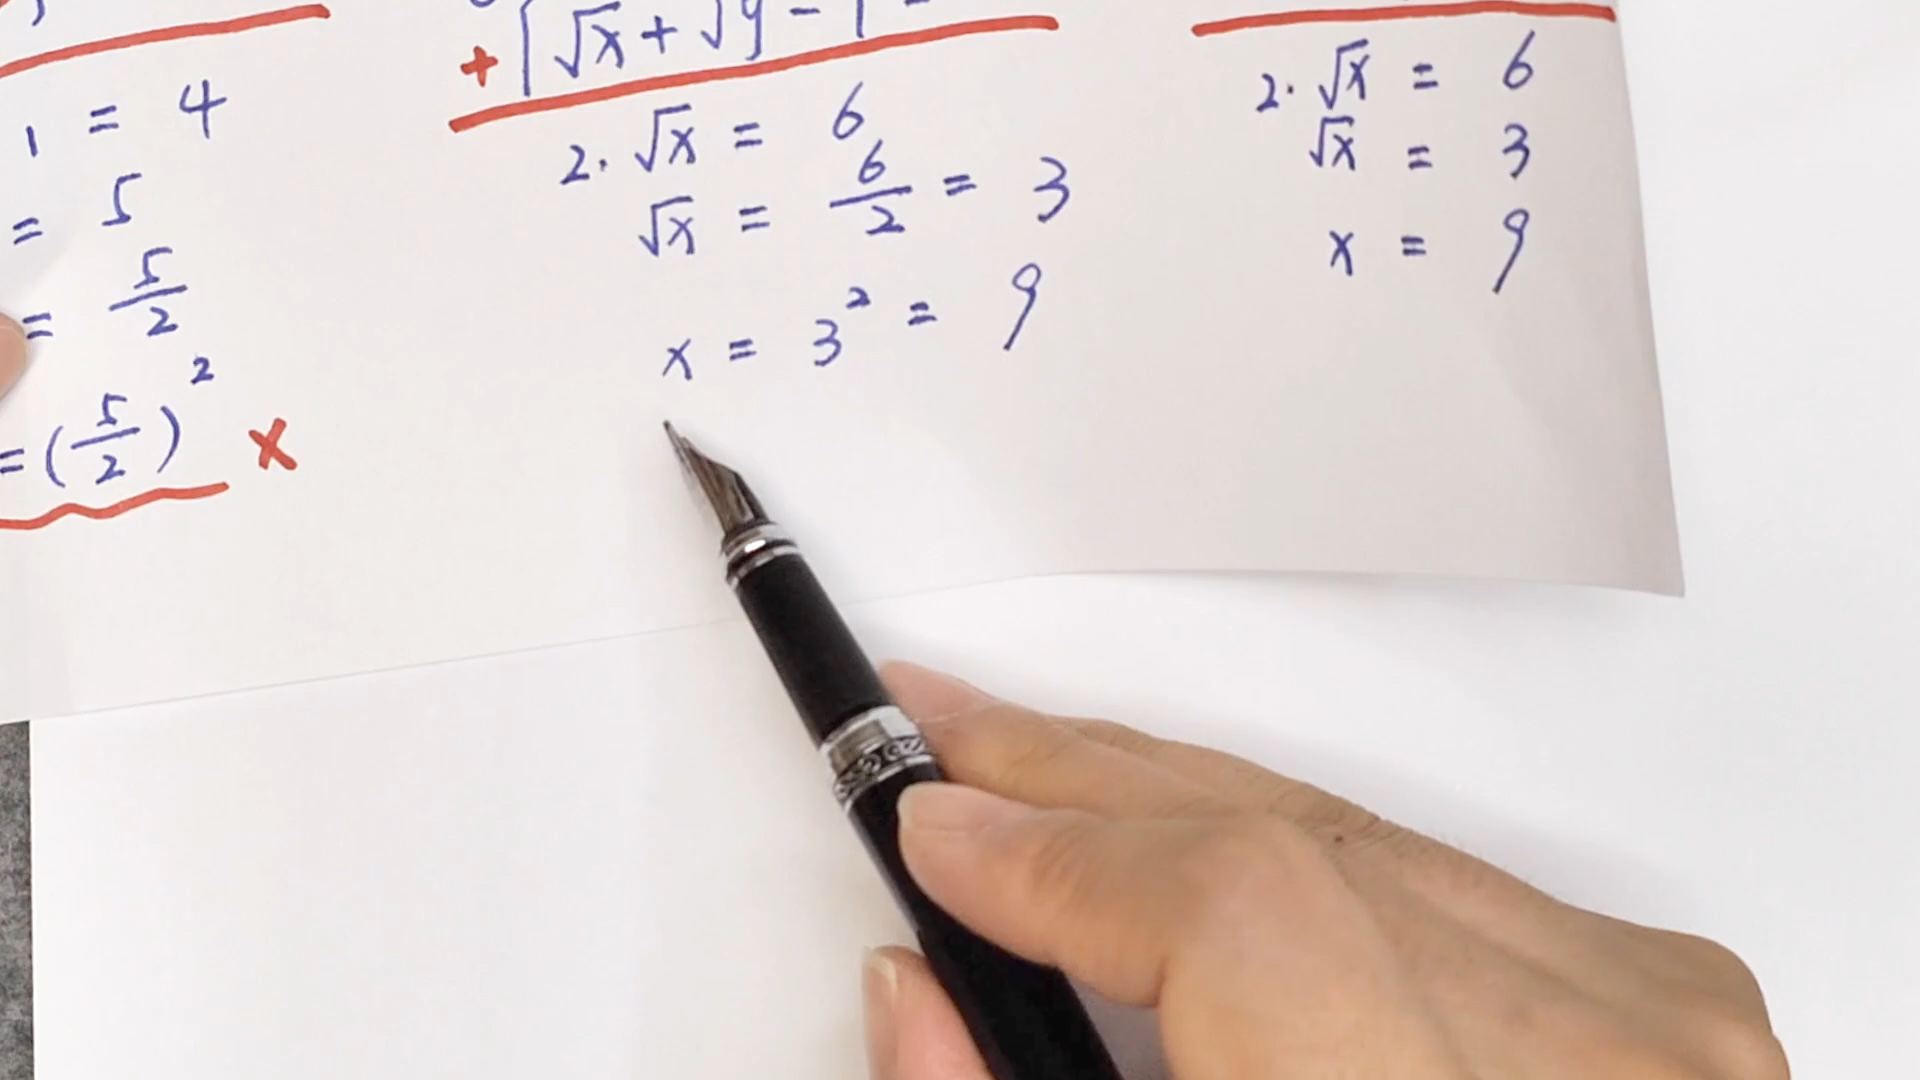 1 = 4
= 5
= 5/2
= (5/2)² ×
+ [ √x + √y - 1
2·√x = 6
√x = 6/2 = 3
x = 3² = 9
2·√x = 6
√x = 3
x = 9